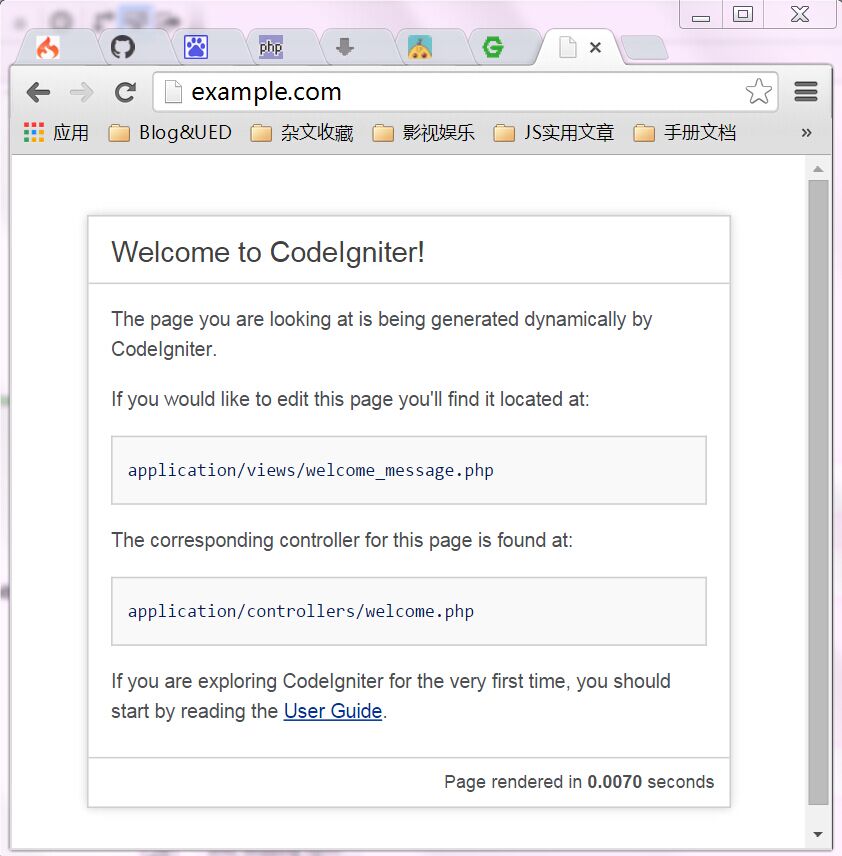 php
example.com
应用 Blog&UED 杂文收藏 影视娱乐 JS实用文章 手册文档 »
Welcome to CodeIgniter!
The page you are looking at is being generated dynamically by
CodeIgniter.
If you would like to edit this page you'll find it located at:
application/views/welcome_message.php
The corresponding controller for this page is found at:
application/controllers/welcome.php
If you are exploring CodeIgniter for the very first time, you should
start by reading the User Guide.
Page rendered in 0.0070 seconds